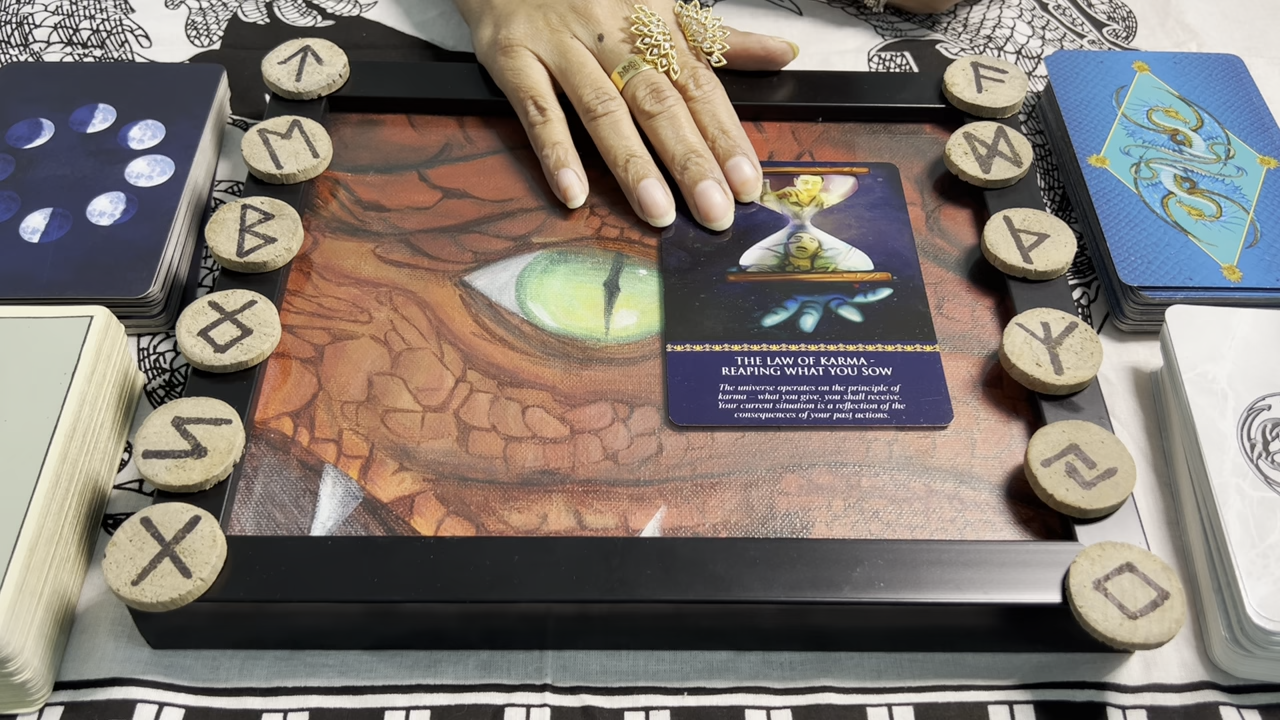 ᛏ
ᛖ
ᛒ
ᛟ
ᛊ
ᚷ
ᚨ
ᛞ
ᚦ
ᛉ
ᛃ
ᛜ
THE LAW OF KARMA -
REAPING WHAT YOU SOW
The universe operates on the principle of
karma – what you give, you shall receive.
Your current situation is a reflection of the
consequences of your past actions.